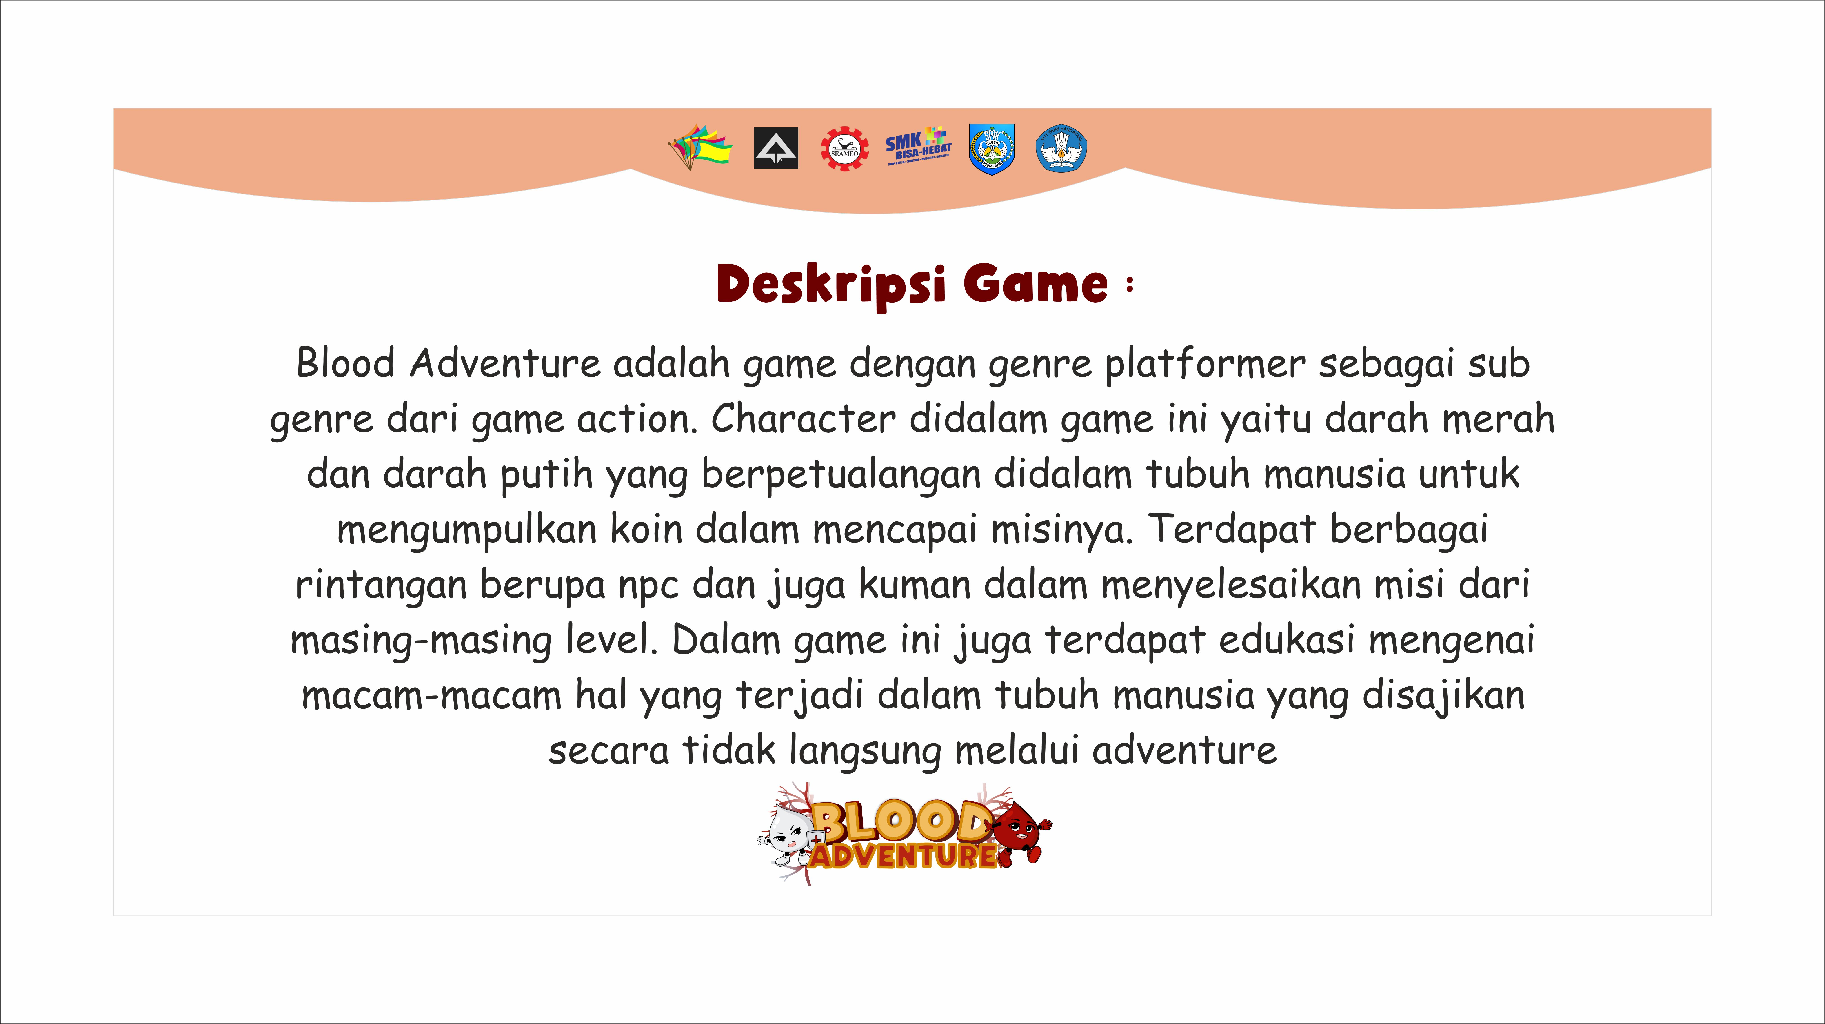 SEAMEO
SMK
BISA-HEBAT
Deskripsi Game :
Blood Adventure adalah game dengan genre platformer sebagai sub
genre dari game action. Character didalam game ini yaitu darah merah
dan darah putih yang berpetualangan didalam tubuh manusia untuk
mengumpulkan koin dalam mencapai misinya. Terdapat berbagai
rintangan berupa npc dan juga kuman dalam menyelesaikan misi dari
masing-masing level. Dalam game ini juga terdapat edukasi mengenai
macam-macam hal yang terjadi dalam tubuh manusia yang disajikan
secara tidak langsung melalui adventure
BLOOD
ADVENTURE